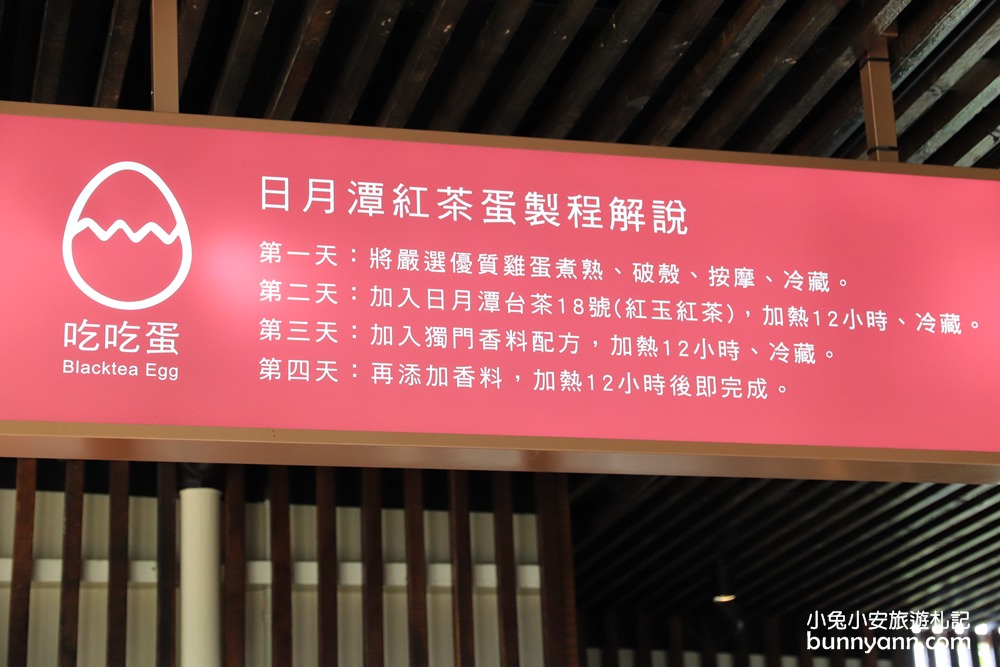 日月潭紅茶蛋製程解說
第一天：將嚴選優質雞蛋煮熟、破殼、按摩、冷藏。
第二天：加入日月潭台茶18號(紅玉紅茶)，加熱12小時、冷藏。
第三天：加入獨門香料配方，加熱12小時、冷藏。
第四天：再添加香料，加熱12小時後即完成。
吃吃蛋
Blacktea Egg
小兔小安旅遊札記
bunnyann.com.tw